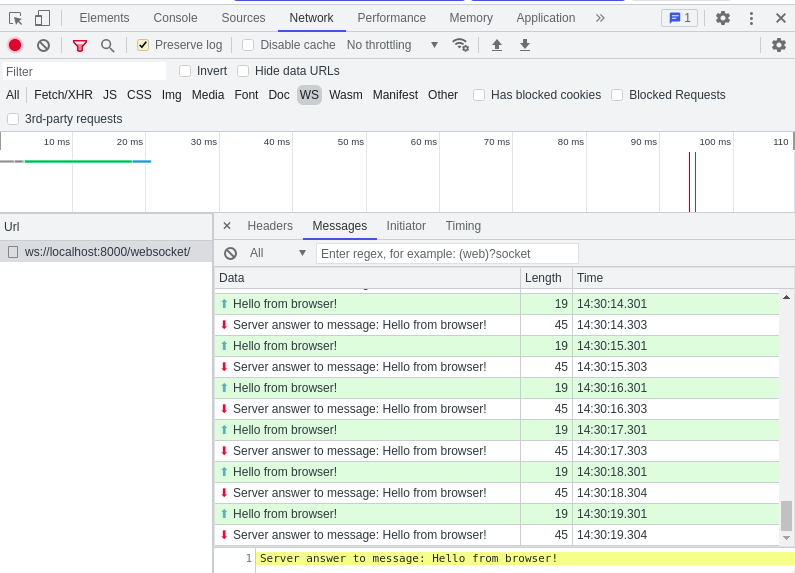 Elements Console Sources Network Performance Memory Application » 1
Preserve log Disable cache No throttling
Filter Invert Hide data URLs
All Fetch/XHR JS CSS Img Media Font Doc WS Wasm Manifest Other Has blocked cookies Blocked Requests
3rd-party requests
10 ms 20 ms 30 ms 40 ms 50 ms 60 ms 70 ms 80 ms 90 ms 100 ms 110
Url
ws://localhost:8000/websocket/
× Headers Messages Initiator Timing
All Enter regex, for example: (web)?socket
Data Length Time
Hello from browser! 19 14:30:14.301
Server answer to message: Hello from browser! 45 14:30:14.303
Hello from browser! 19 14:30:15.301
Server answer to message: Hello from browser! 45 14:30:15.303
Hello from browser! 19 14:30:16.301
Server answer to message: Hello from browser! 45 14:30:16.303
Hello from browser! 19 14:30:17.301
Server answer to message: Hello from browser! 45 14:30:17.303
Hello from browser! 19 14:30:18.301
Server answer to message: Hello from browser! 45 14:30:18.304
Hello from browser! 19 14:30:19.301
Server answer to message: Hello from browser! 45 14:30:19.304
1 Server answer to message: Hello from browser!